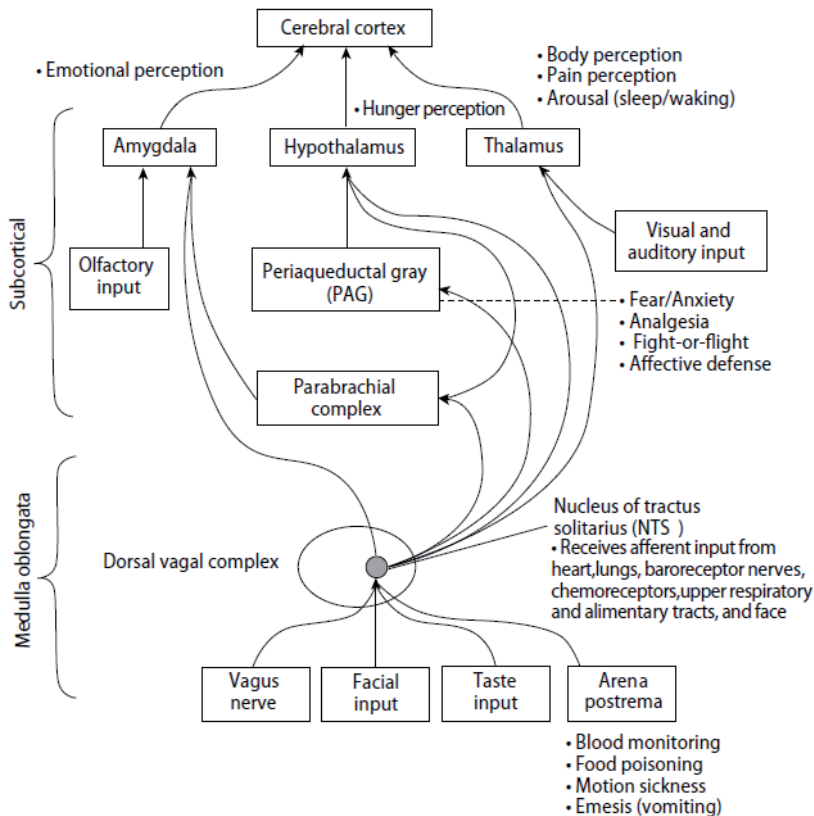 Cerebral cortex
• Emotional perception
• Body perception
• Pain perception
• Arousal (sleep/waking)
• Hunger perception
Amygdala
Hypothalamus
Thalamus
Subcortical
Olfactory
input
Periaqueductal gray
(PAG)
Visual and
auditory input
• Fear/Anxiety
• Analgesia
• Fight-or-flight
• Affective defense
Parabrachial
complex
Medulla oblongata
Dorsal vagal complex
Nucleus of tractus
solitarius (NTS )
• Receives afferent input from
heart,lungs, baroreceptor nerves,
chemoreceptors,upper respiratory
and alimentary tracts, and face
Vagus
nerve
Facial
input
Taste
input
Arena
postrema
• Blood monitoring
• Food poisoning
• Motion sickness
• Emesis (vomiting)